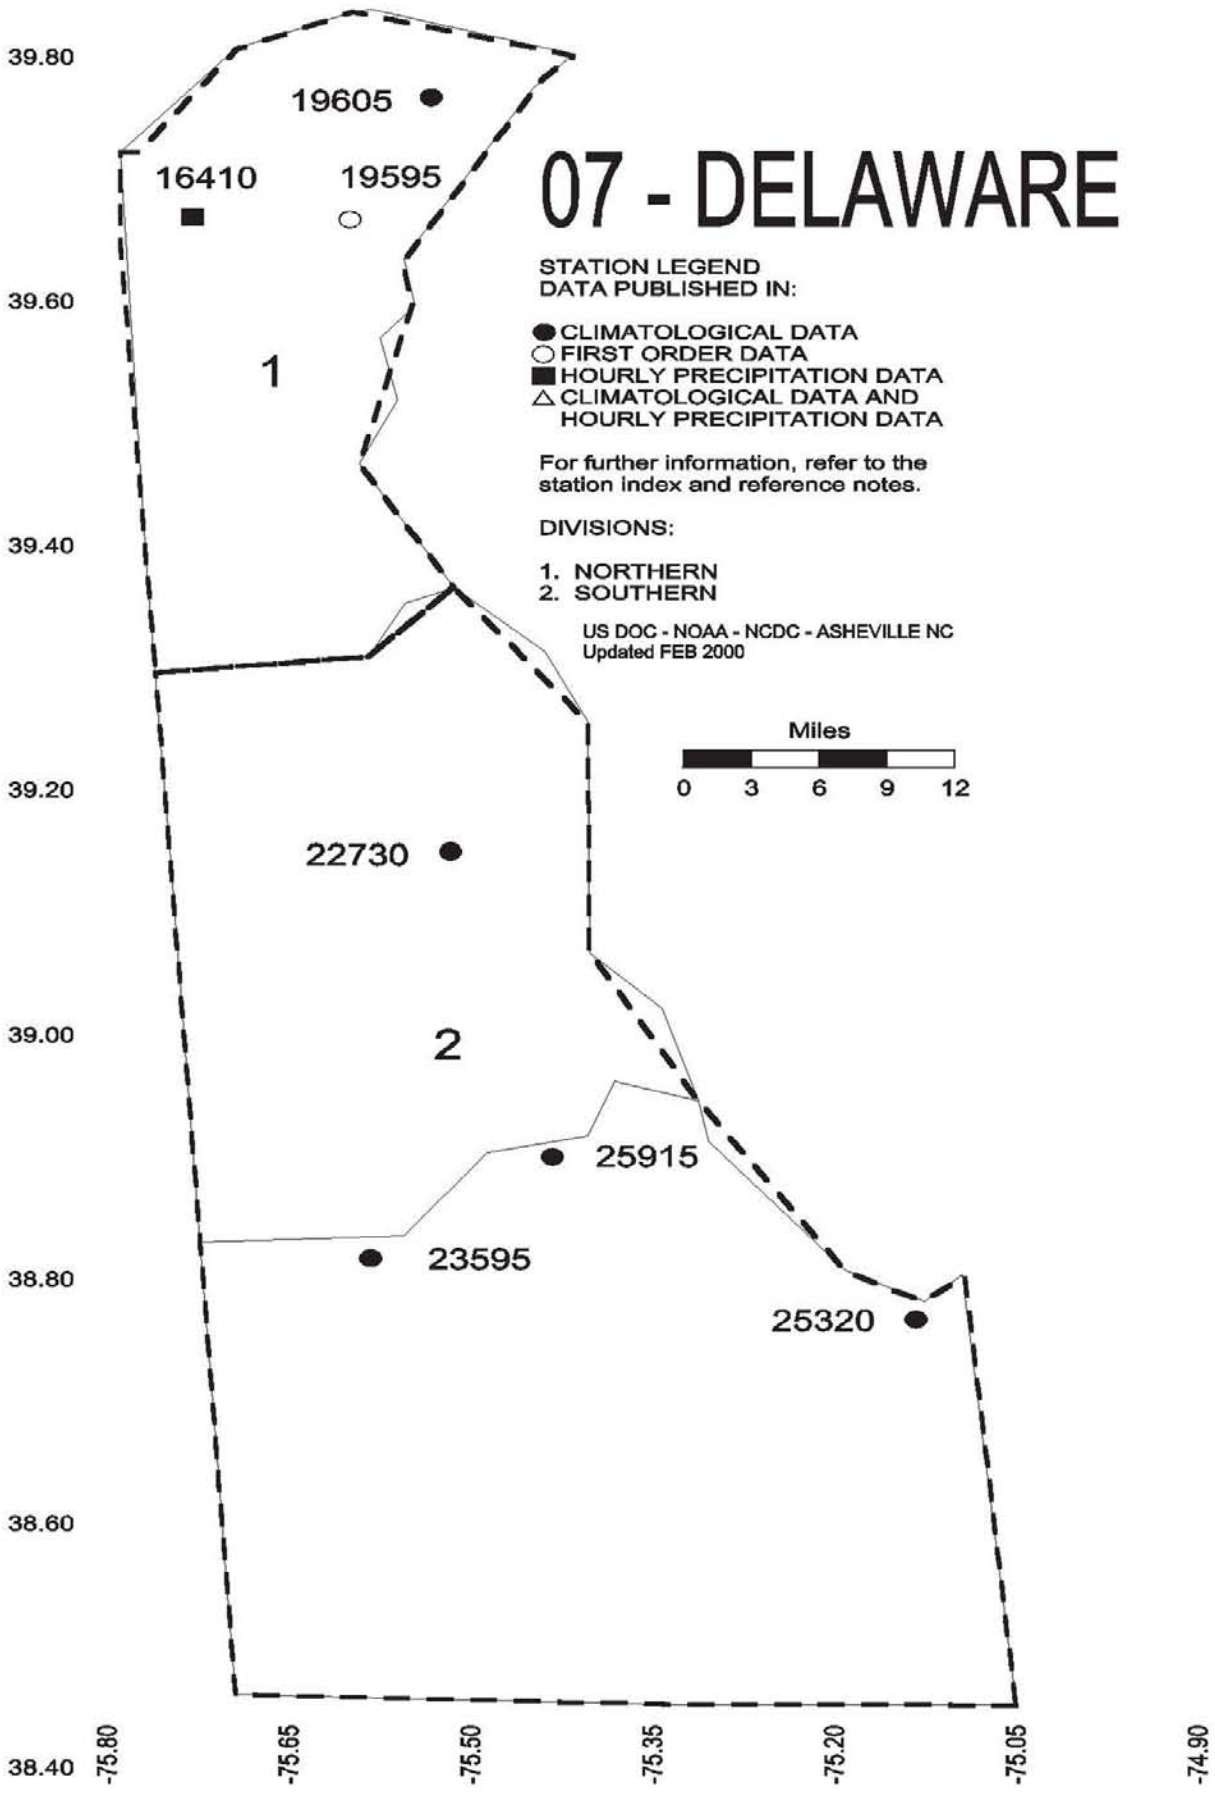 39.80
19605
16410 19595
07 - DELAWARE
STATION LEGEND
DATA PUBLISHED IN:
39.60
CLIMATOLOGICAL DATA
FIRST ORDER DATA
HOURLY PRECIPITATION DATA
CLIMATOLOGICAL DATA AND
HOURLY PRECIPITATION DATA
1
For further information, refer to the
station index and reference notes.
DIVISIONS:
39.40
1. NORTHERN
2. SOUTHERN
US DOC - NOAA - NCDC - ASHEVILLE NC
Updated FEB 2000
Miles
0 3 6 9 12
39.20
22730
39.00
2
25915
23595
38.80
25320
38.60
38.40
-75.80 -75.65 -75.50 -75.35 -75.20 -75.05 -74.90